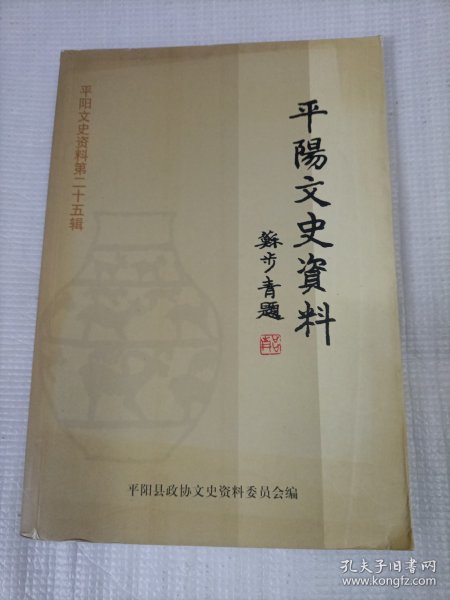 平陽文史資料
蘇步青題
平阳文史资料第二十五辑
平阳县政协文史资料委员会编
孔夫子旧书网
www.kongfz.com